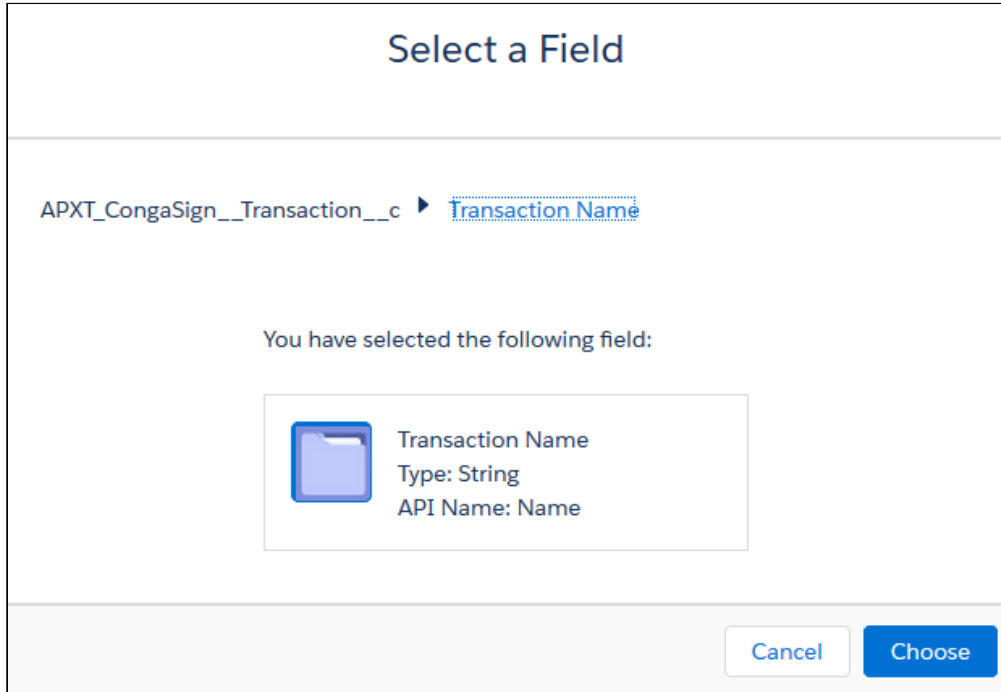 Select a Field
APXT_CongaSign__Transaction__c ▶ Transaction Name
You have selected the following field:
Transaction Name
Type: String
API Name: Name
Cancel Choose